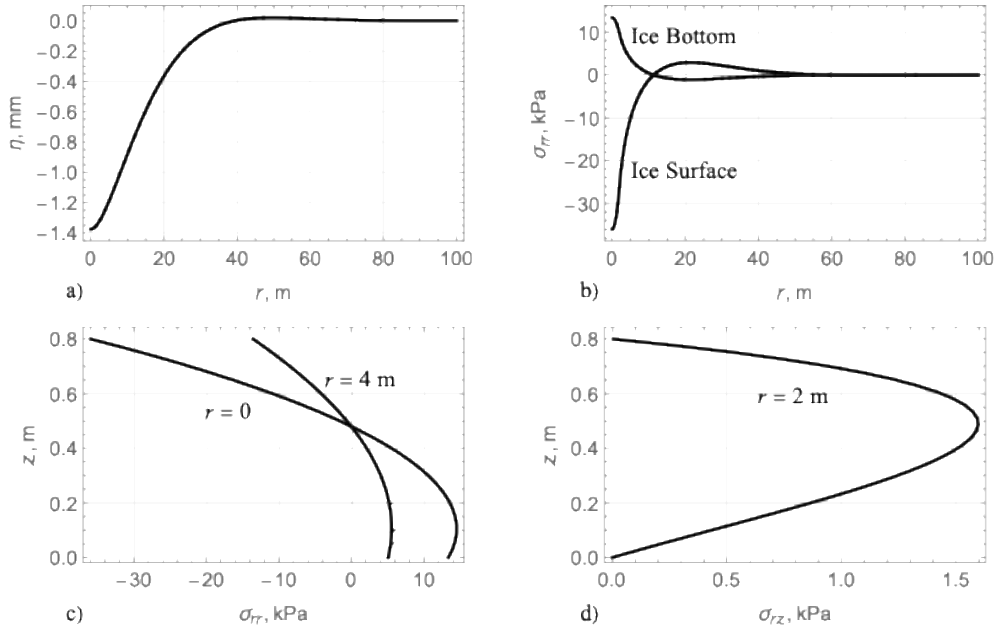 0.0
−0.2
−0.4
−0.6
−0.8
−1.0
−1.2
−1.4
η, mm
0 20 40 60 80 100
a) r, m
10
0
−10
−20
−30
σrr, kPa
Ice Bottom
Ice Surface
0 20 40 60 80 100
b) r, m
0.8
0.6
0.4
0.2
0.0
z, m
r = 4 m
r = 0
−30 −20 −10 0 10
c) σrr, kPa
0.8
0.6
0.4
0.2
0.0
z, m
r = 2 m
0.0 0.5 1.0 1.5
d) σrz, kPa